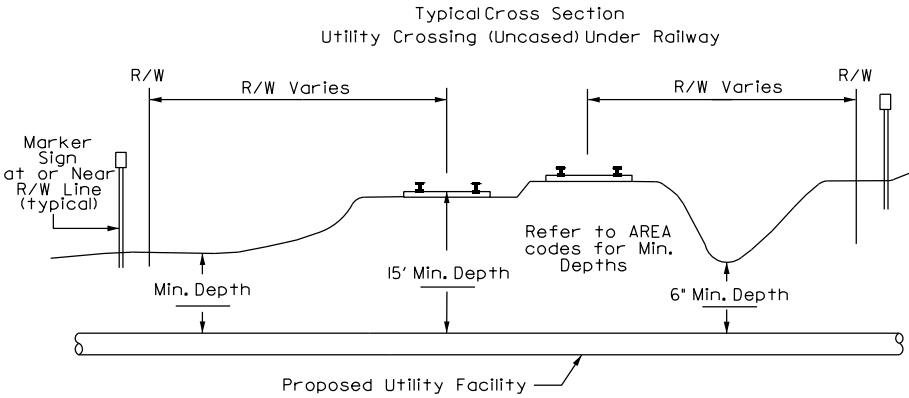 Typical Cross Section
Utility Crossing (Uncased) Under Railway
R/W
R/W Varies
R/W Varies
R/W
Marker
Sign
at or Near
R/W Line
(typical)
Refer to AREA
codes for Min.
Depths
Min. Depth
15' Min. Depth
6" Min. Depth
Proposed Utility Facility